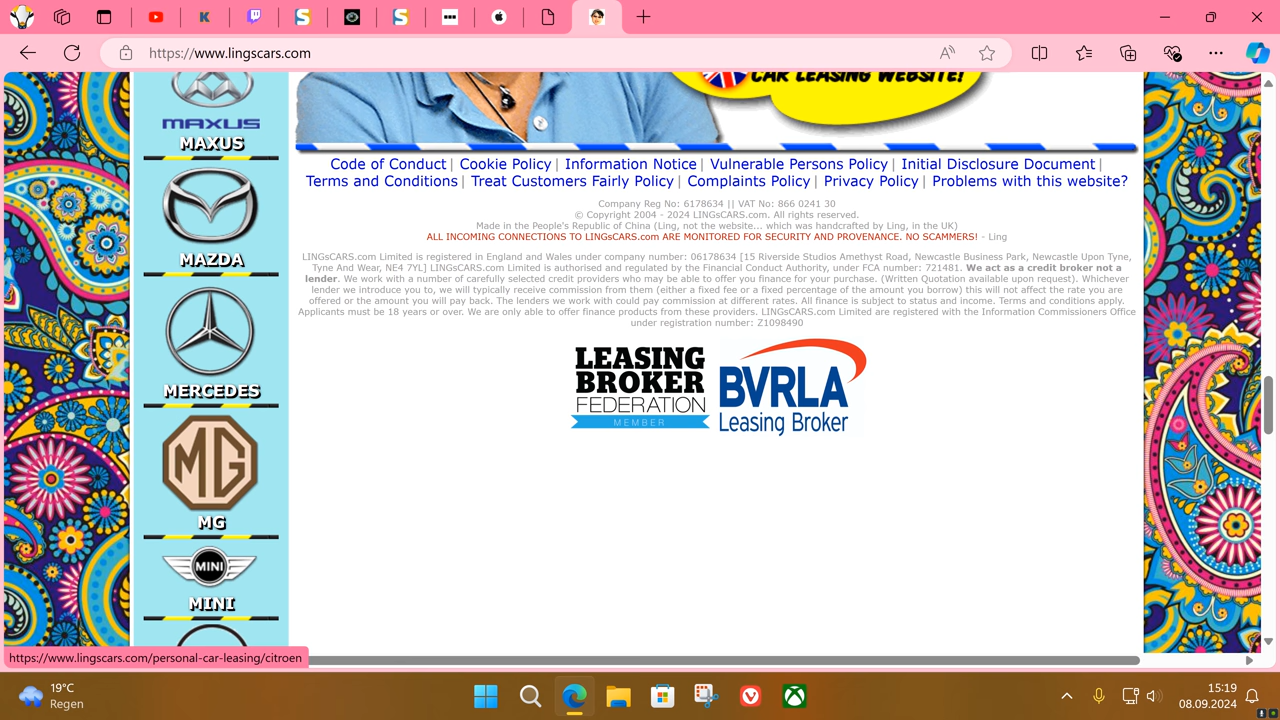 https://www.lingscars.com
CAR LEASING WEBSITE!
MAXUS
MAXUS
MAZDA
MERCEDES
MG
MG
MINI
MINI
Code of Conduct | Cookie Policy | Information Notice | Vulnerable Persons Policy | Initial Disclosure Document |
Terms and Conditions | Treat Customers Fairly Policy | Complaints Policy | Privacy Policy | Problems with this website?
Company Reg No: 6178634 || VAT No: 866 0241 30
© Copyright 2004 - 2024 LINGsCARS.com. All rights reserved.
Made in the People's Republic of China (Ling, not the website... which was handcrafted by Ling, in the UK)
ALL INCOMING CONNECTIONS TO LINGsCARS.com ARE MONITORED FOR SECURITY AND PROVENANCE. NO SCAMMERS! - Ling
LINGsCARS.com Limited is registered in England and Wales under company number: 06178634 [15 Riverside Studios Amethyst Road, Newcastle Business Park, Newcastle Upon Tyne,
Tyne And Wear, NE4 7YL] LINGsCARS.com Limited is authorised and regulated by the Financial Conduct Authority, under FCA number: 721481. We act as a credit broker not a
lender. We work with a number of carefully selected credit providers who may be able to offer you finance for your purchase. (Written Quotation available upon request). Whichever
lender we introduce you to, we will typically receive commission from them (either a fixed fee or a fixed percentage of the amount you borrow) this will not affect the rate you are
offered or the amount you will pay back. The lenders we work with could pay commission at different rates. All finance is subject to status and income. Terms and conditions apply.
Applicants must be 18 years or over. We are only able to offer finance products from these providers. LINGsCARS.com Limited are registered with the Information Commissioners Office
under registration number: Z1098490
LEASING
BROKER
FEDERATION
MEMBER
BVRLA
Leasing Broker
https://www.lingscars.com/personal-car-leasing/citroen
19°C
Regen
15:19
08.09.2024